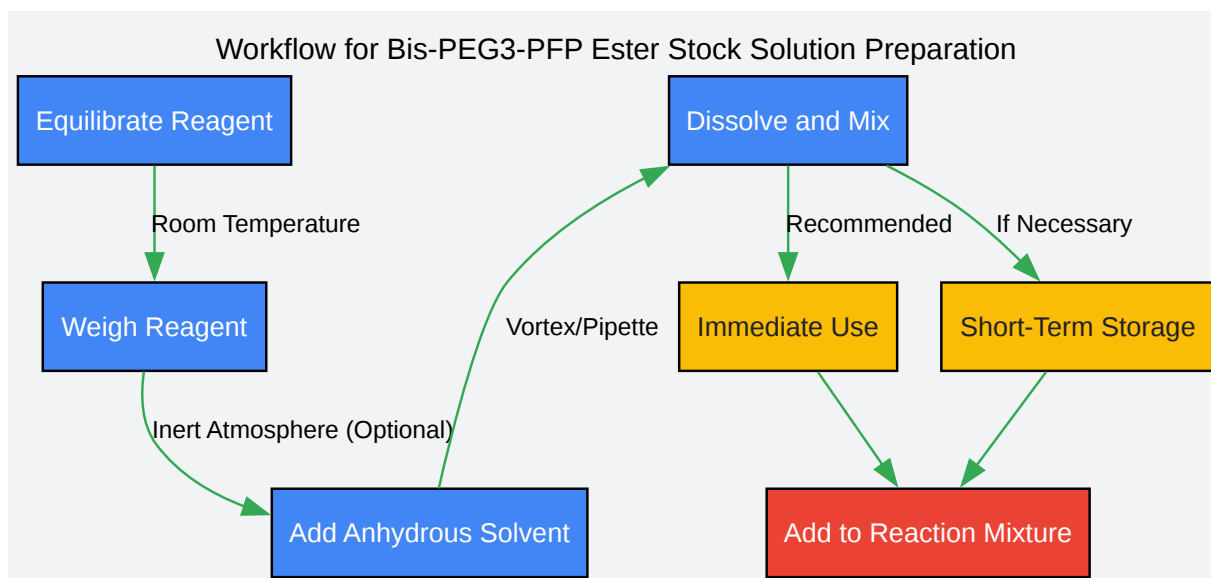 Workflow for Bis-PEG3-PFP Ester Stock Solution Preparation
Equilibrate Reagent
Room Temperature
Weigh Reagent
Inert Atmosphere (Optional)
Add Anhydrous Solvent
Vortex/Pipette
Dissolve and Mix
Recommended
If Necessary
Immediate Use
Short-Term Storage
Add to Reaction Mixture